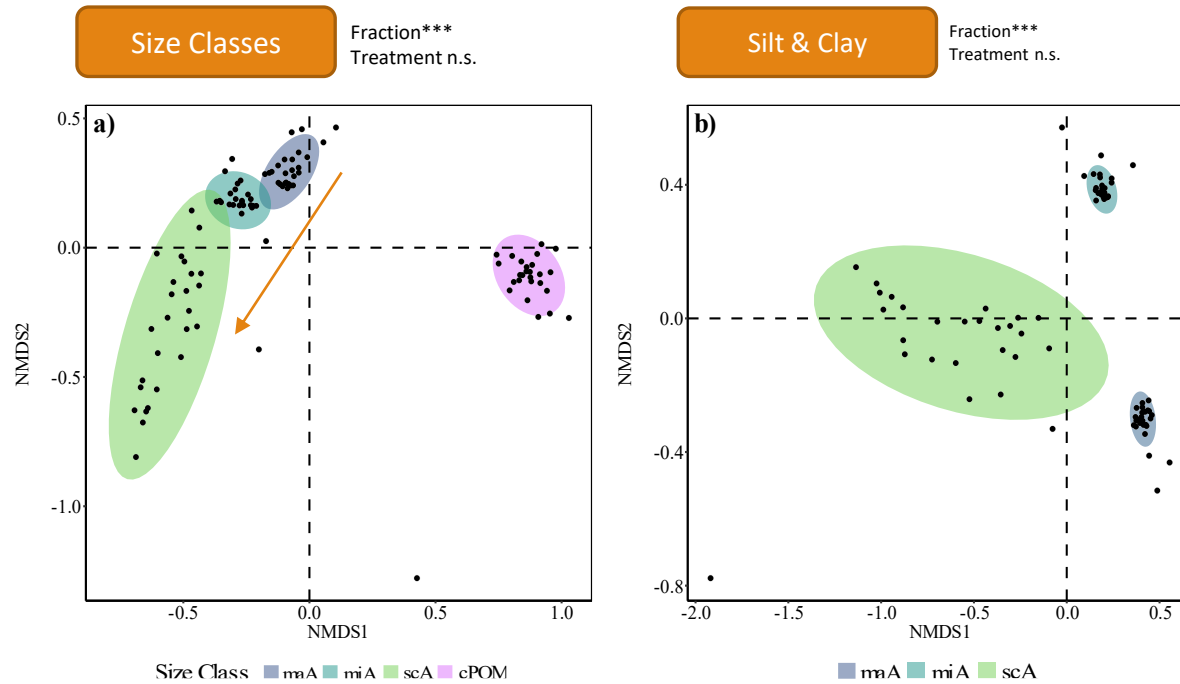 Size Classes
Fraction***
Treatment n.s.
Silt & Clay
Fraction***
Treatment n.s.
a)
0.5
0.0
-0.5
-1.0
NMDS2
-0.5
0.0
0.5
1.0
NMDS1
Size Class maA miA scA cPOM
b)
0.4
0.0
-0.4
-0.8
NMDS2
-2.0
-1.5
-1.0
-0.5
0.0
0.5
NMDS1
maA miA scA